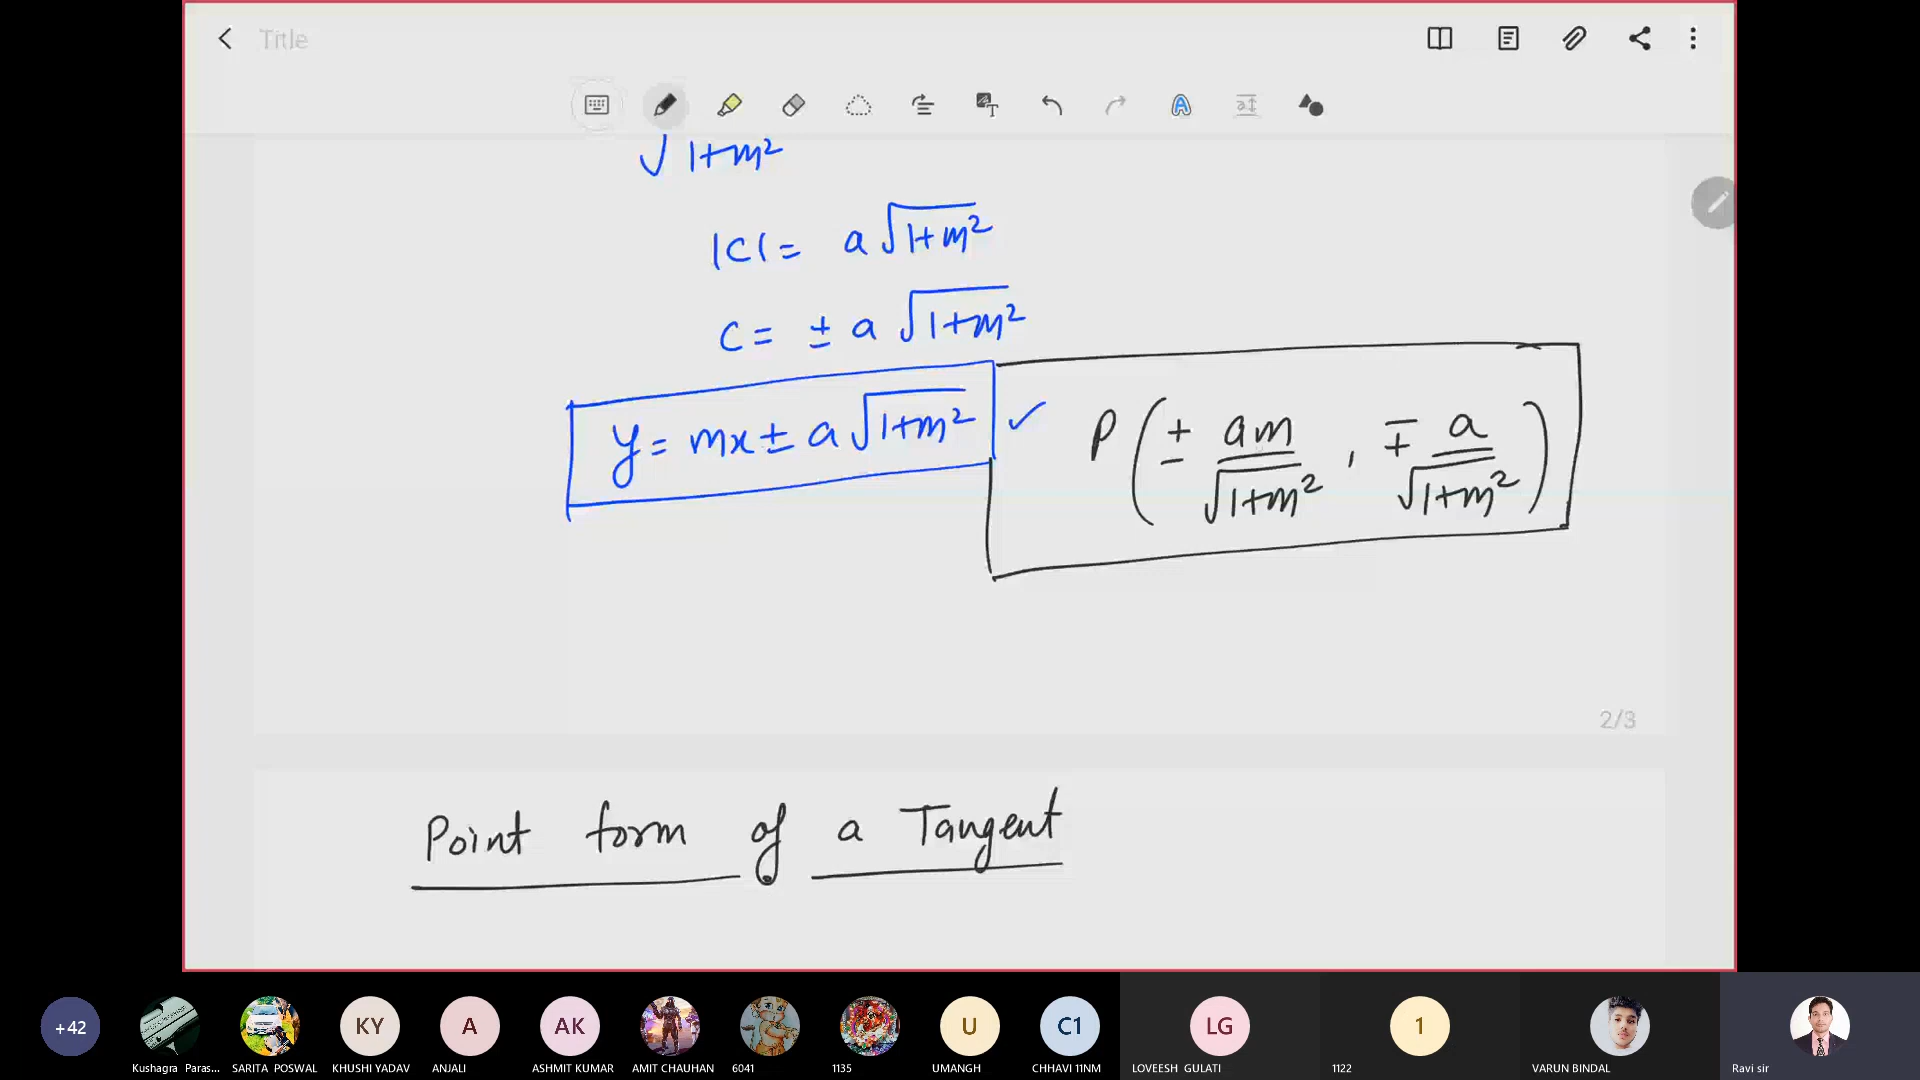 Title
√1+m²
|C| = a√1+m²
C = ± a√1+m²
y = mx ± a√1+m² ✓ P(± am/√1+m² , ∓ a/√1+m²)
2/3
Point form of a Tangent
+42 KY A AK U C1 LG 1
Kushagra Paras... SARITA POSWAL KHUSHI YADAV ANJALI ASHMIT KUMAR AMIT CHAUHAN 6041 1135 UMANGH CHHAVI 11NM LOVEESH GULATI 1122 VARUN BINDAL Ravi sir